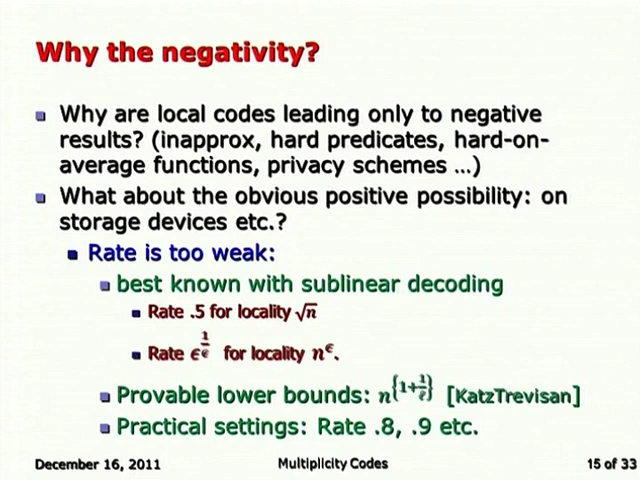 Why the negativity?
Why are local codes leading only to negative
results? (inapprox, hard predicates, hard-on-
average functions, privacy schemes …)
What about the obvious positive possibility: on
storage devices etc.?
Rate is too weak:
best known with sublinear decoding
Rate .5 for locality √n
Rate ϵ^{1/ϵ} for locality n^ϵ.
Provable lower bounds: n^{1+1/ℓ} [KatzTrevisan]
Practical settings: Rate .8, .9 etc.
December 16, 2011 Multiplicity Codes 15 of 33